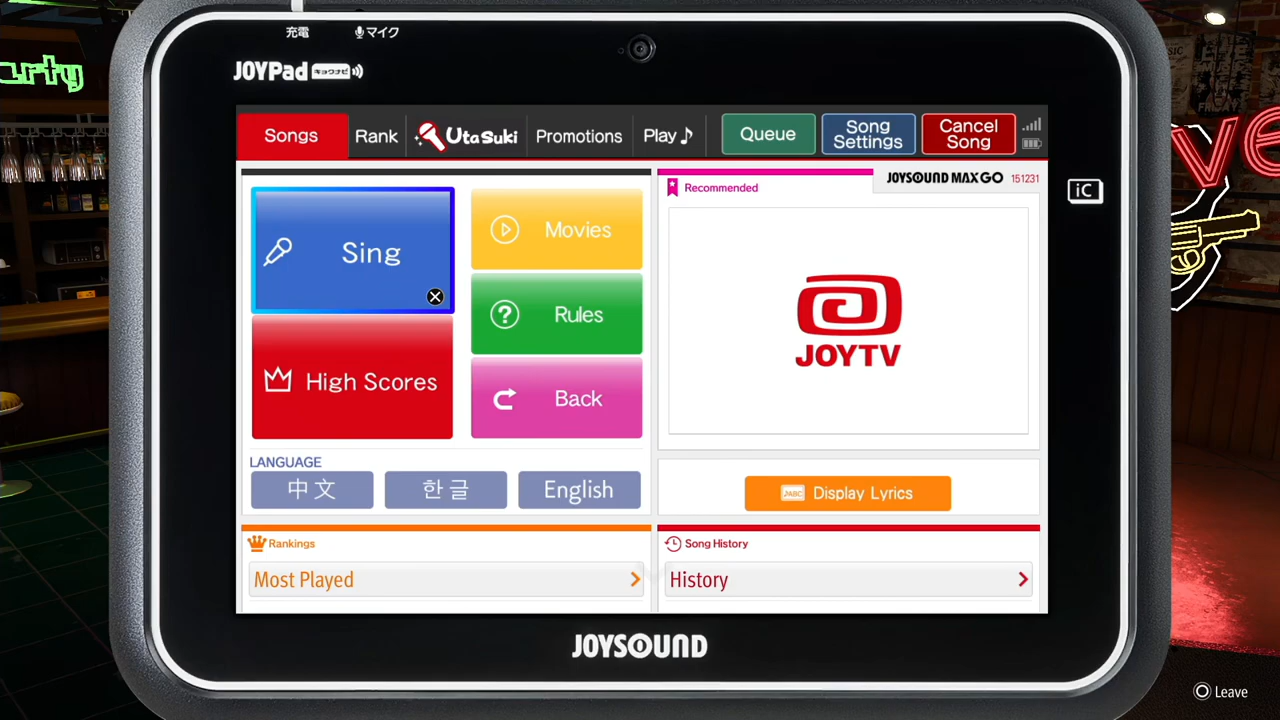 充電
マイク
JOYPad キョクナビ
Songs
Rank
UtaSuki
Promotions
Play♪
Queue
Song
Settings
Cancel
Song
Sing
Movies
Rules
High Scores
Back
Recommended
JOYSOUND MAX GO 151231
JOYTV
iC
LANGUAGE
中文
한글
English
Display Lyrics
Rankings
Most Played
Song History
History
JOYSOUND
Leave